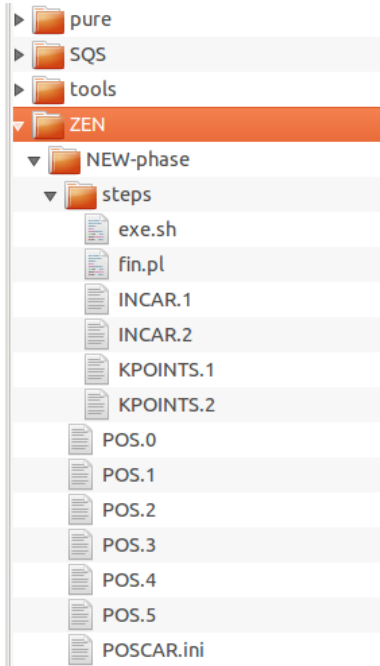 pure
SQS
tools
ZEN
NEW-phase
steps
exe.sh
fin.pl
INCAR.1
INCAR.2
KPOINTS.1
KPOINTS.2
POS.0
POS.1
POS.2
POS.3
POS.4
POS.5
POSCAR.ini